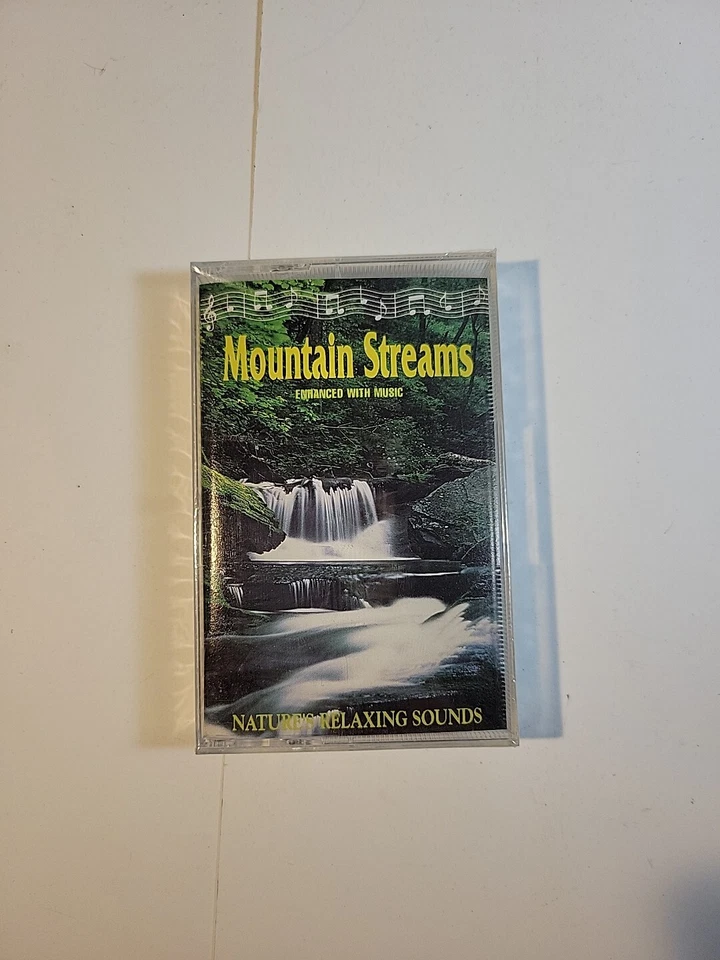 Mountain Streams
ENHANCED WITH MUSIC
NATURE'S RELAXING SOUNDS